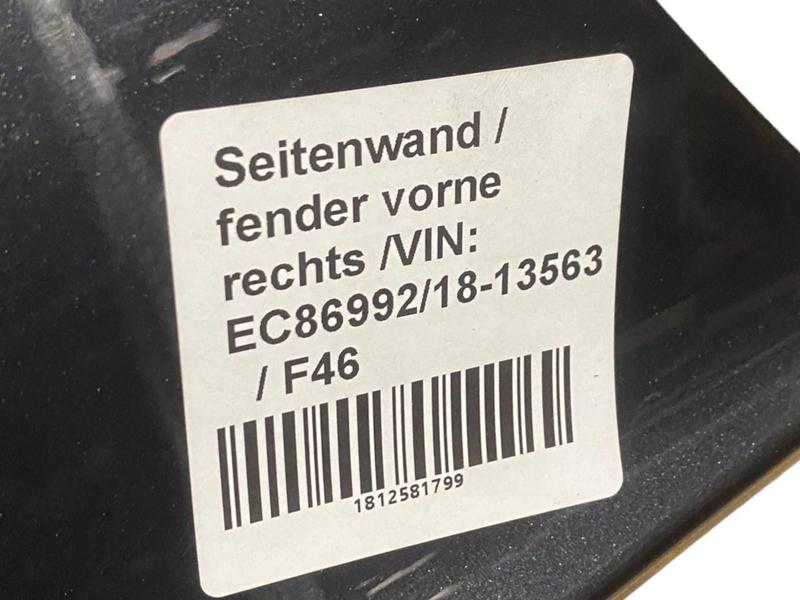 Seitenwand /
fender vorne
rechts /VIN:
EC86992/18-13563
/ F46
1812581799